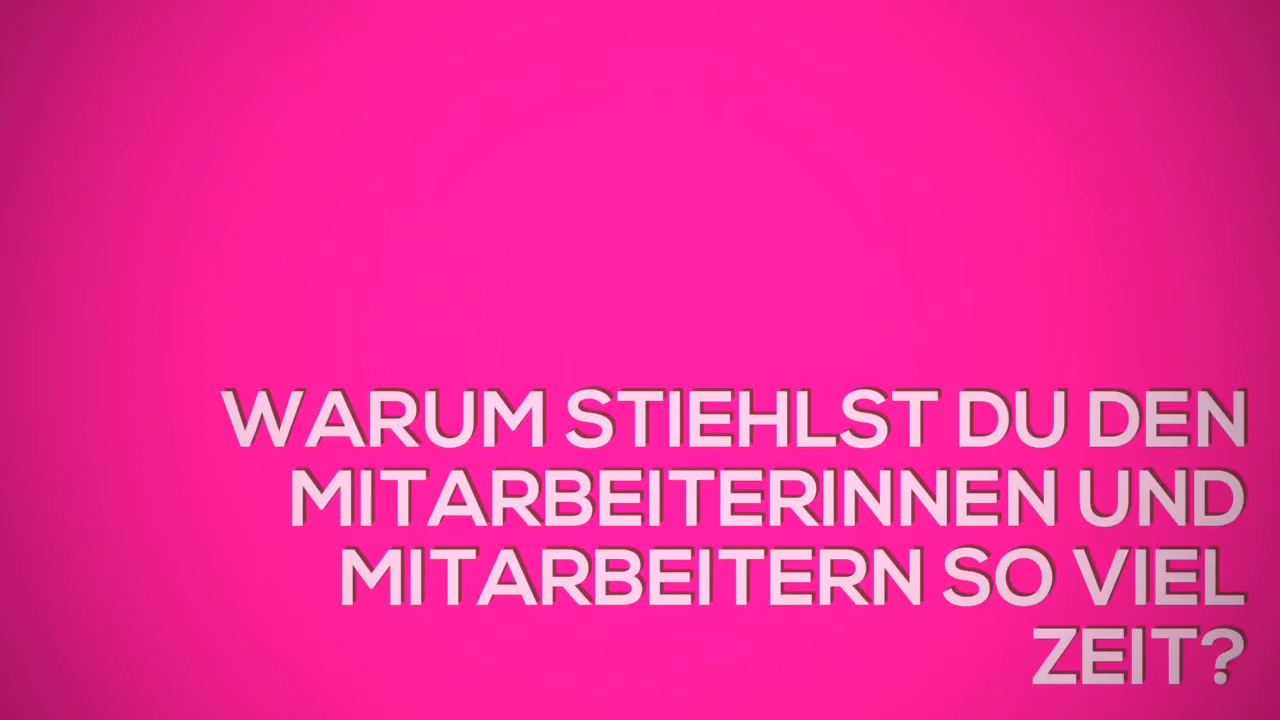 WARUM STIEHLST DU DEN
MITARBEITERINNEN UND
MITARBEITERN SO VIEL
ZEIT?